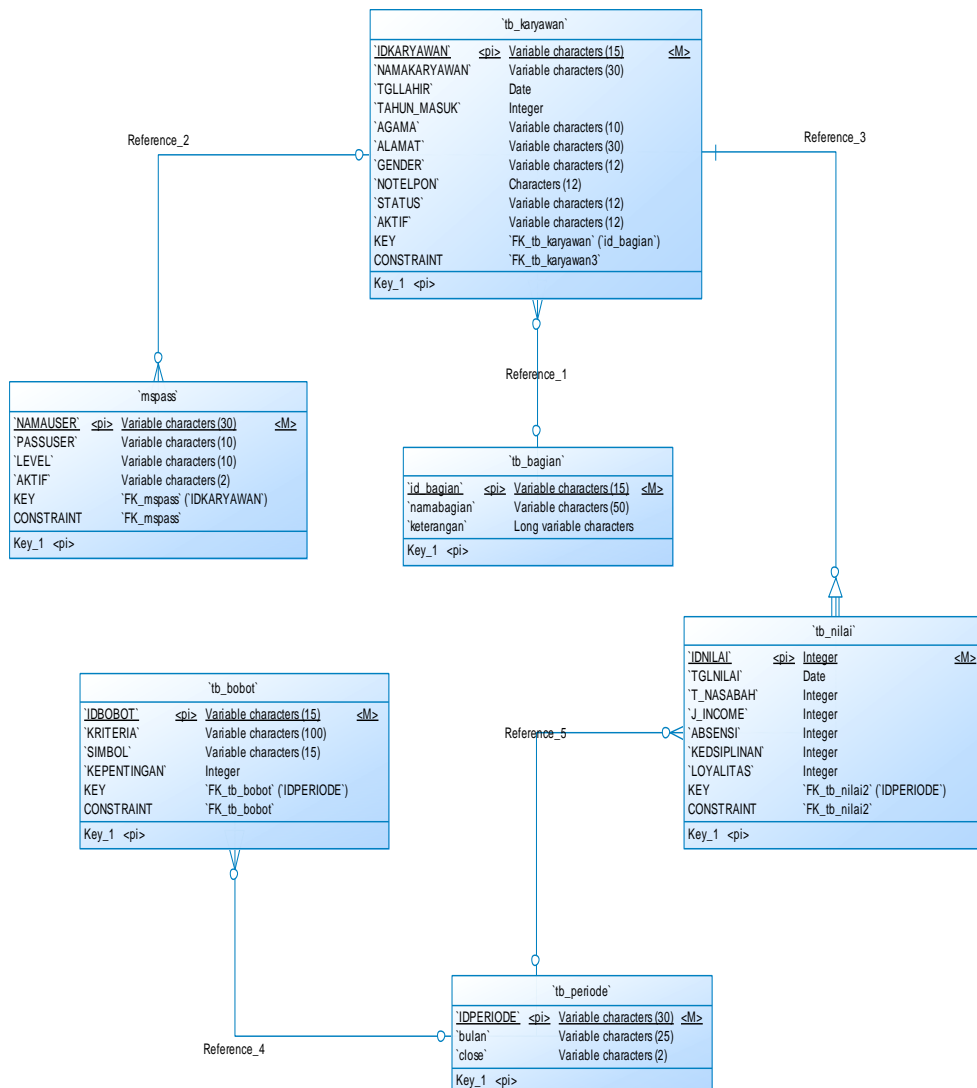 `tb_karyawan`
`IDKARYAWAN` <pi> Variable characters (15) <M>
`NAMAKARYAWAN` Variable characters (30)
`TGLLAHIR` Date
`TAHUN_MASUK` Integer
`AGAMA` Variable characters (10)
`ALAMAT` Variable characters (30)
`GENDER` Variable characters (12)
`NOTELPON` Characters (12)
`STATUS` Variable characters (12)
`AKTIF` Variable characters (12)
KEY `FK_tb_karyawan` (`id_bagian`)
CONSTRAINT `FK_tb_karyawan3`
Key_1 <pi>
Reference_2
Reference_3
Reference_1
`mspass`
`NAMAUSER` <pi> Variable characters (30) <M>
`PASSUSER` Variable characters (10)
`LEVEL` Variable characters (10)
`AKTIF` Variable characters (2)
KEY `FK_mspass` (`IDKARYAWAN`)
CONSTRAINT `FK_mspass`
Key_1 <pi>
`tb_bagian`
`id_bagian` <pi> Variable characters (15) <M>
`namabagian` Variable characters (50)
`keterangan` Long variable characters
Key_1 <pi>
`tb_nilai`
`IDNILAI` <pi> Integer <M>
`TGLNILAI` Date
`T_NASABAH` Integer
`J_INCOME` Integer
`ABSENSI` Integer
`KEDSIPLINAN` Integer
`LOYALITAS` Integer
KEY `FK_tb_nilai2` (`IDPERIODE`)
CONSTRAINT `FK_tb_nilai2`
Key_1 <pi>
`tb_bobot`
`IDBOBOT` <pi> Variable characters (15) <M>
`KRITERIA` Variable characters (100)
`SIMBOL` Variable characters (15)
`KEPENTINGAN` Integer
KEY `FK_tb_bobot` (`IDPERIODE`)
CONSTRAINT `FK_tb_bobot`
Key_1 <pi>
Reference_5
Reference_4
`tb_periode`
`IDPERIODE` <pi> Variable characters (30) <M>
`bulan` Variable characters (25)
`close` Variable characters (2)
Key_1 <pi>